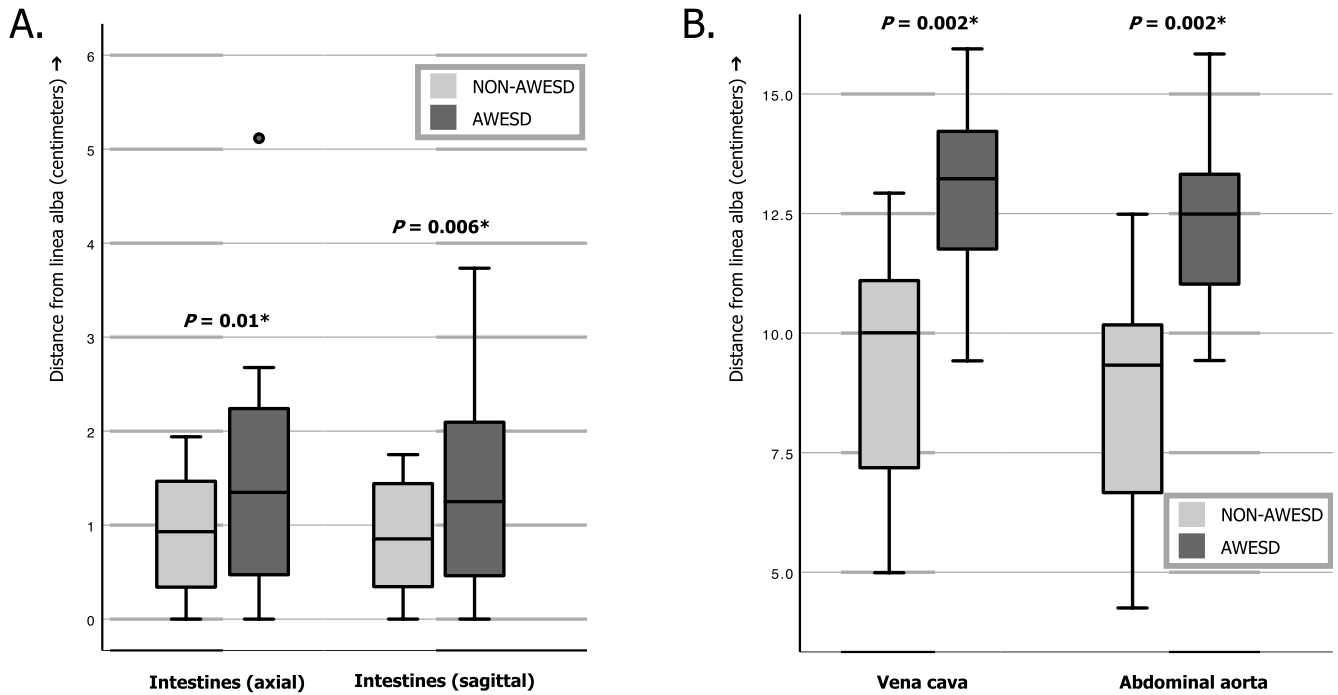 A.
Distance from linea alba (centimeters) →
6
5
4
3
2
1
0
NON-AWESD
AWESD
P = 0.01*
P = 0.006*
Intestines (axial)
Intestines (sagittal)
B.
Distance from linea alba (centimeters) →
15.0
12.5
10.0
7.5
5.0
P = 0.002*
P = 0.002*
NON-AWESD
AWESD
Vena cava
Abdominal aorta